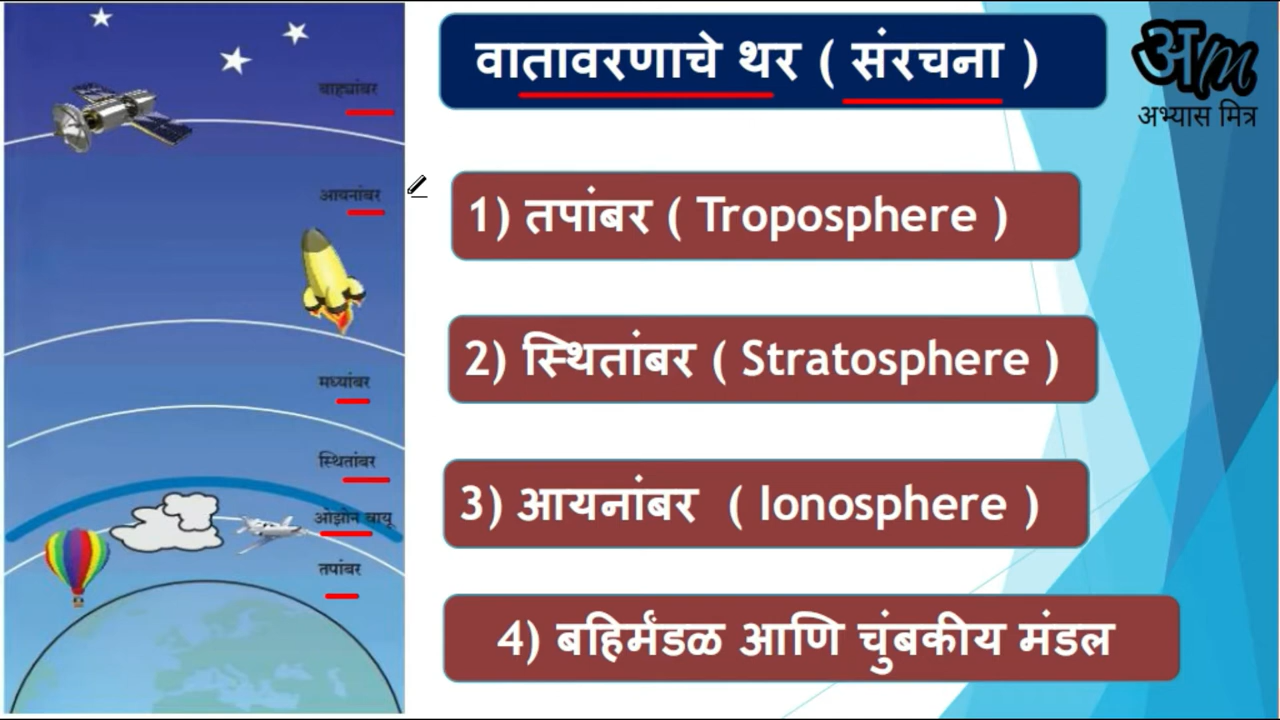 वातावरणाचे थर ( संरचना )
अm
अभ्यास मित्र
बाह्यांबर
आयनांबर
मध्यांबर
स्थितांबर
ओझोन वायू
तपांबर
1) तपांबर ( Troposphere )
2) स्थितांबर ( Stratosphere )
3) आयनांबर ( Ionosphere )
4) बहिर्मंडळ आणि चुंबकीय मंडल